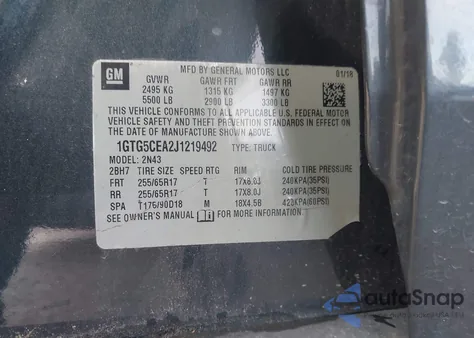 GM
MFD BY GENERAL MOTORS LLC 01/18
GVWR GAWR FRT GAWR RR
2495 KG 1315 KG 1497 KG
5500 LB 2900 LB 3300 LB
THIS VEHICLE CONFORMS TO ALL APPLICABLE U.S. FEDERAL MOTOR
VEHICLE SAFETY AND THEFT PREVENTION STANDARDS IN EFFECT
ON THE DATE OF MANUFACTURE SHOWN ABOVE.
1GTG5CEA2J1219492 TYPE: TRUCK
MODEL: 2N43
2BH7 TIRE SIZE SPEED RTG RIM COLD TIRE PRESSURE
FRT 255/65R17 T 17X8.0J 240KPA(35PSI)
RR 255/65R17 T 17X8.0J 240KPA(35PSI)
SPA T175/90D18 M 18X4.5B 420KPA(60PSI)
SEE OWNER'S MANUAL FOR ADDITIONAL INFORMATION.
autoSnap